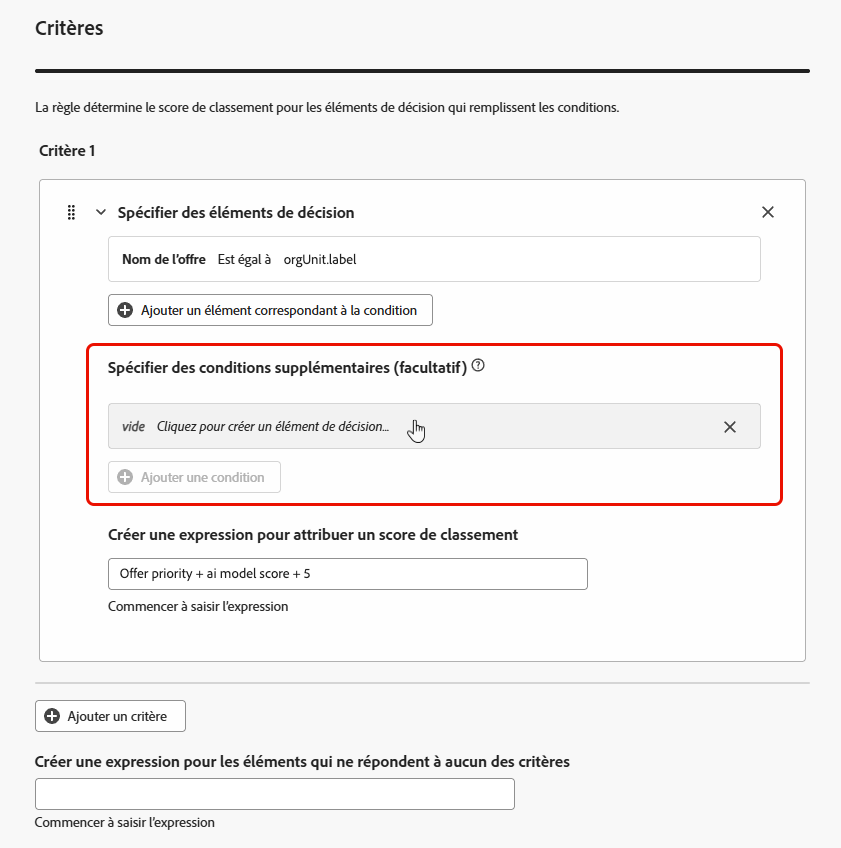 Critères
La règle détermine le score de classement pour les éléments de décision qui remplissent les conditions.
Critère 1
Spécifier des éléments de décision
Nom de l’offre Est égal à orgUnit.label
Ajouter un élément correspondant à la condition
Spécifier des conditions supplémentaires (facultatif)
vide Cliquez pour créer un élément de décision...
Ajouter une condition
Créer une expression pour attribuer un score de classement
Offer priority + ai model score + 5
Commencer à saisir l’expression
Ajouter un critère
Créer une expression pour les éléments qui ne répondent à aucun des critères
Commencer à saisir l’expression